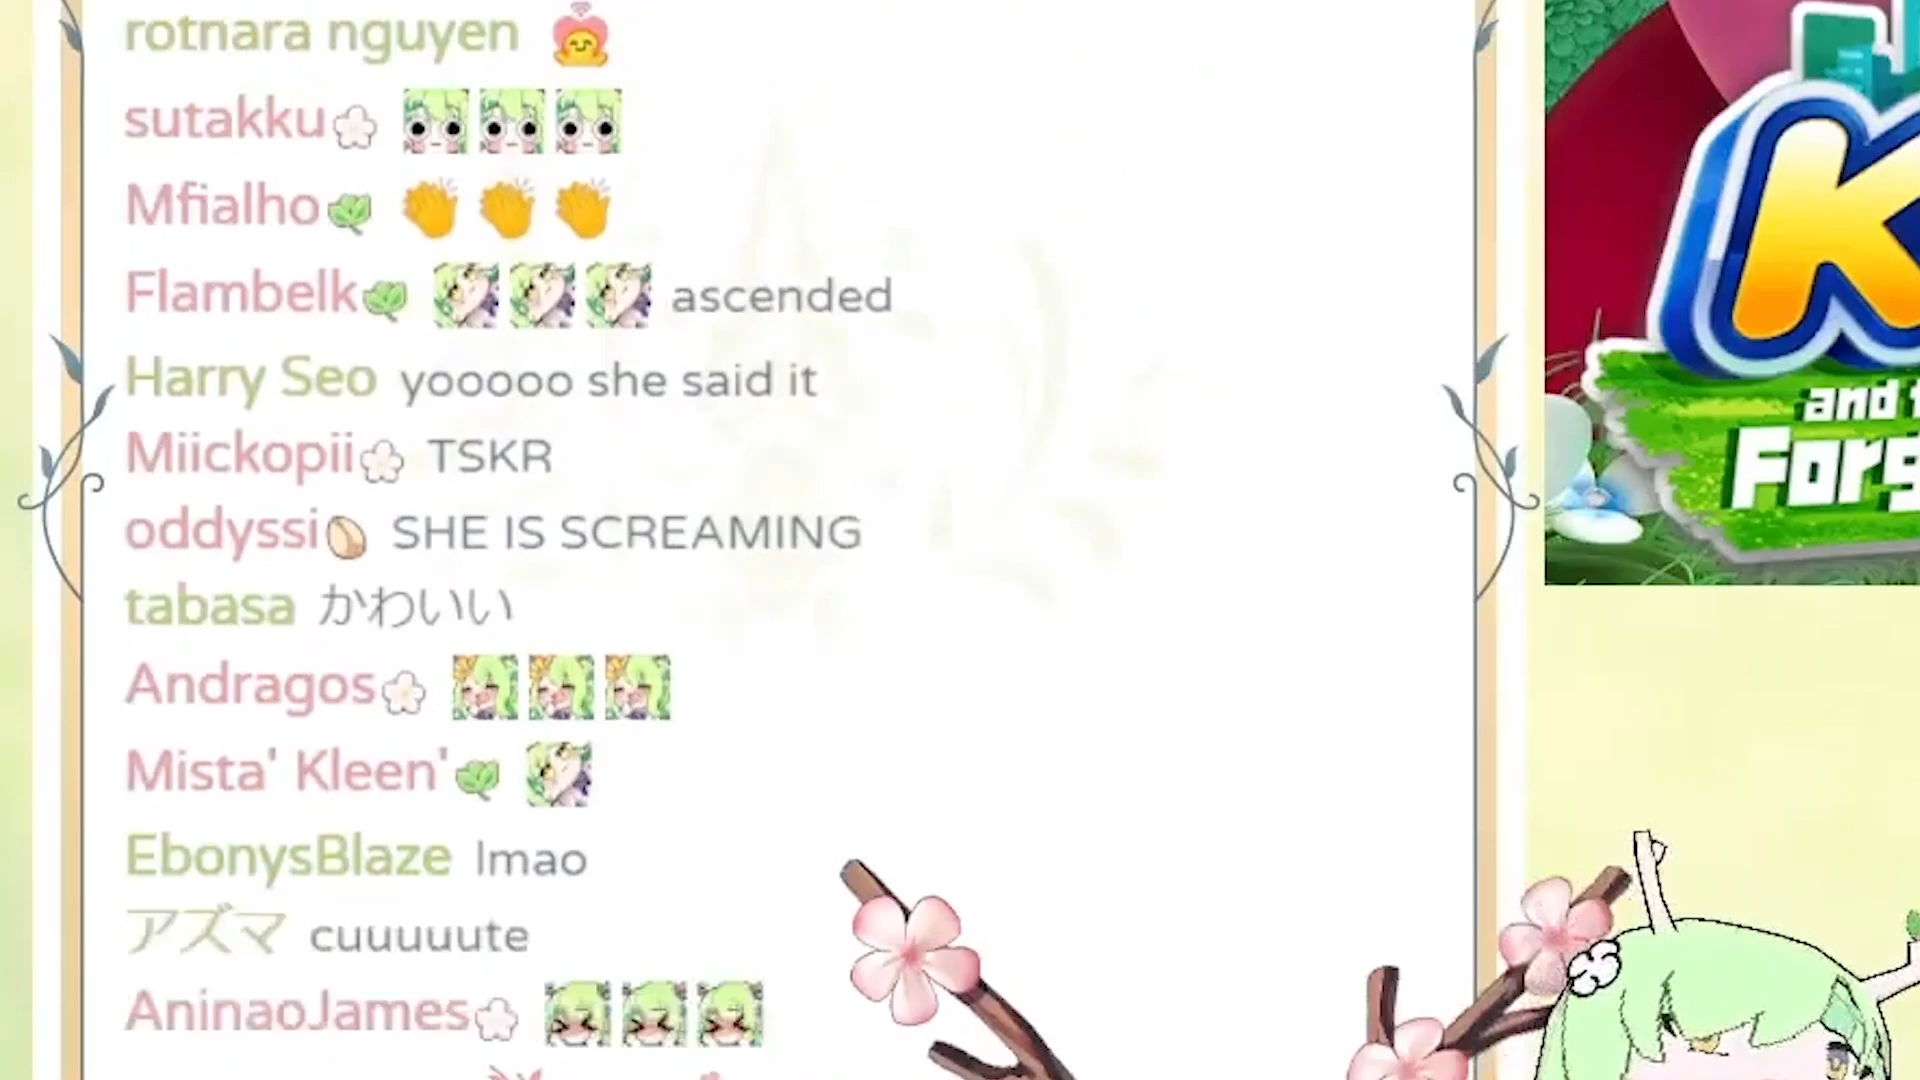 rotnara nguyen
sutakku
Mfialho
Flambelk ascended
Harry Seo yooooo she said it
Miickopii TSKR
oddyssi SHE IS SCREAMING
tabasa かわいい
Andragos
Mista' Kleen'
EbonysBlaze lmao
アズマ cuuuuute
AninaoJames
K
and
Forg